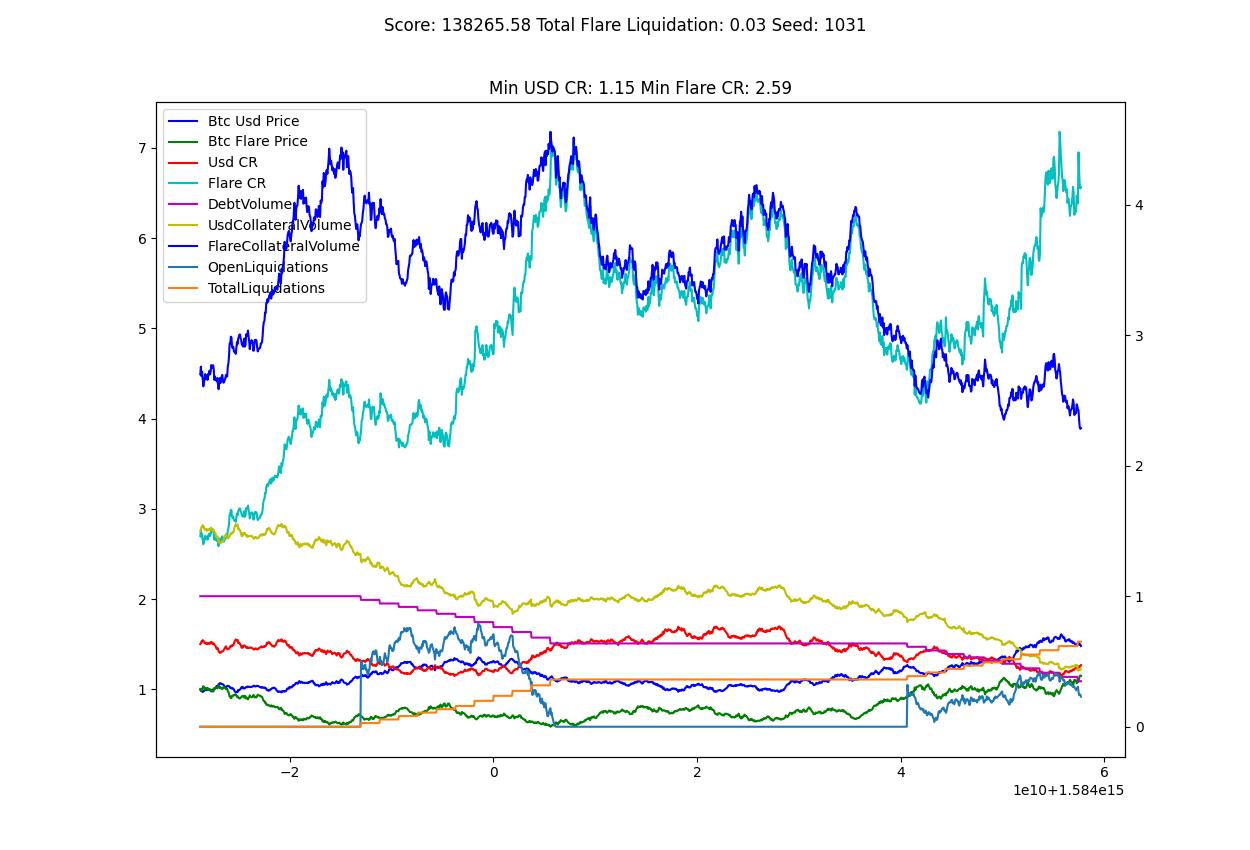 Score: 138265.58 Total Flare Liquidation: 0.03 Seed: 1031
Min USD CR: 1.15 Min Flare CR: 2.59
Btc Usd Price
Btc Flare Price
Usd CR
Flare CR
DebtVolume
UsdCollateralVolume
FlareCollateralVolume
OpenLiquidations
TotalLiquidations
7
6
5
4
3
2
1
4
3
2
1
0
−2
0
2
4
6
1e10+1.584e15